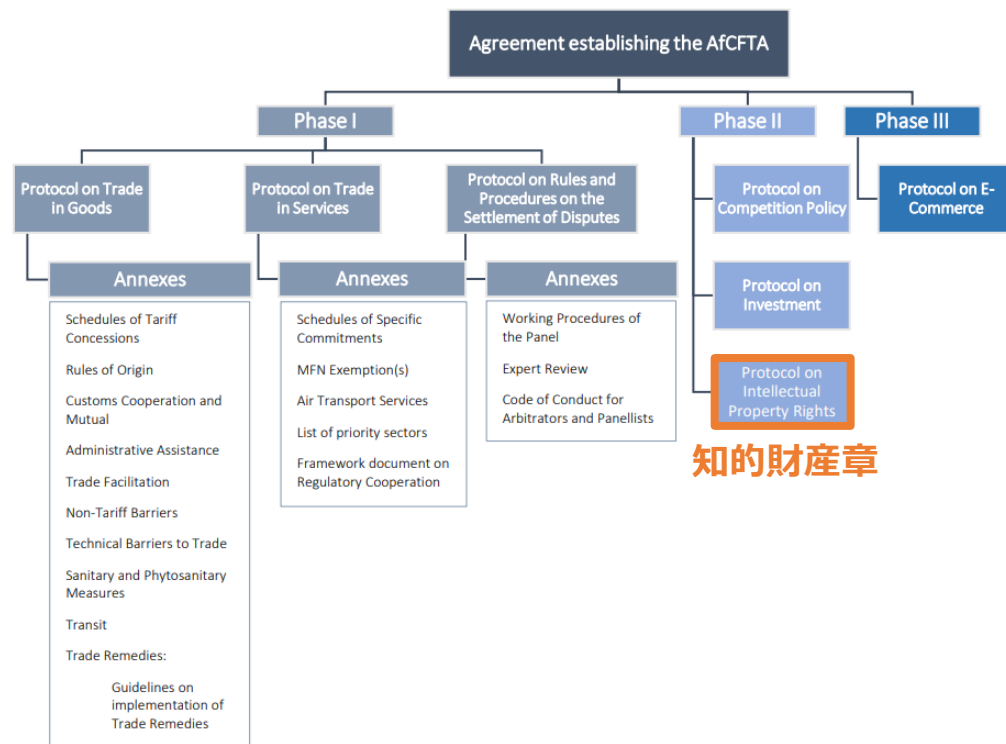 Agreement establishing the AfCFTA
Phase I
Phase II
Phase III
Protocol on Trade
in Goods
Protocol on Trade
in Services
Protocol on Rules and
Procedures on the
Settlement of Disputes
Protocol on
Competition Policy
Protocol on E-
Commerce
Annexes
Schedules of Tariff
Concessions
Rules of Origin
Customs Cooperation and
Mutual
Administrative Assistance
Trade Facilitation
Non-Tariff Barriers
Technical Barriers to Trade
Sanitary and Phytosanitary
Measures
Transit
Trade Remedies:
Guidelines on
implementation of
Trade Remedies
Annexes
Schedules of Specific
Commitments
MFN Exemption(s)
Air Transport Services
List of priority sectors
Framework document on
Regulatory Cooperation
Annexes
Working Procedures of
the Panel
Expert Review
Code of Conduct for
Arbitrators and Panellists
Protocol on
Investment
Protocol on
Intellectual
Property Rights
知的財産章